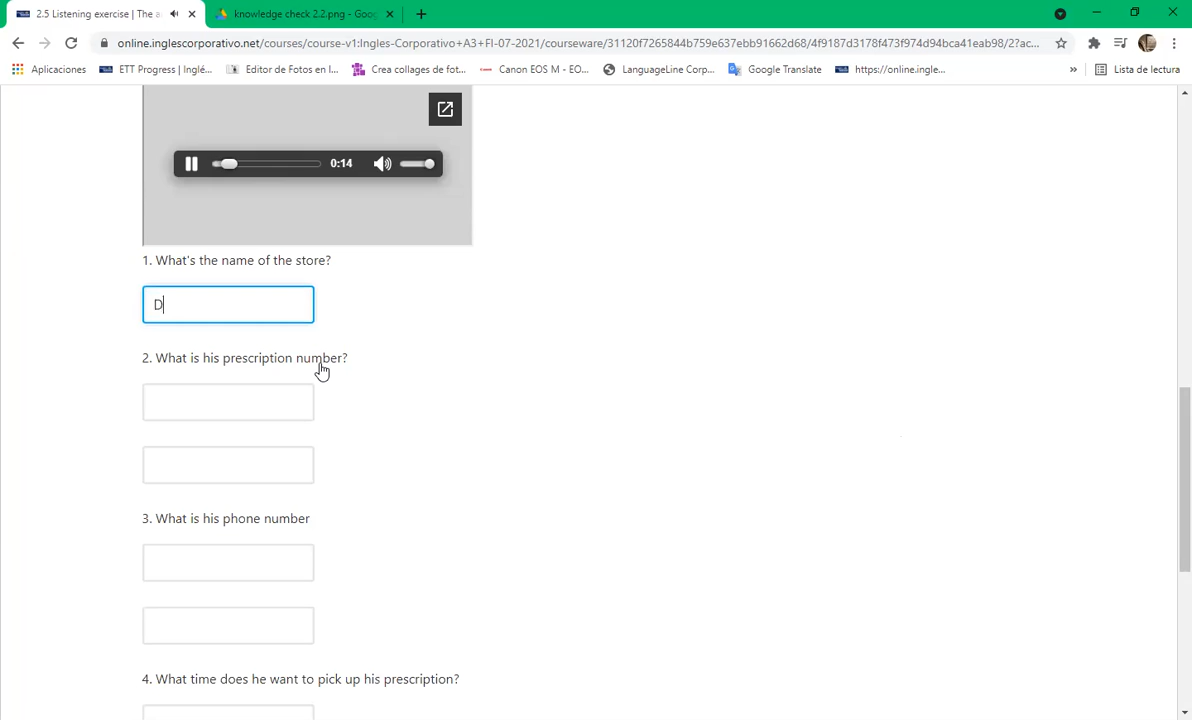 2.5 Listening exercise | The a
knowledge check 2.2.png - Goo
online.inglescorporativo.net/courses/course-v1:Ingles-Corporativo+A3+FI-07-2021/courseware/31120f7265844b759e637ebb91662d68/4f9187d3178f473f974d94bca41eab98/2?ac...
Aplicaciones ETT Progress | Inglé... Editor de Fotos en l... Crea collages de fot... Canon EOS M - EO... LanguageLine Corp... Google Translate https://online.ingle... » Lista de lectura
0:14
1. What's the name of the store?
D
2. What is his prescription number?
3. What is his phone number
4. What time does he want to pick up his prescription?